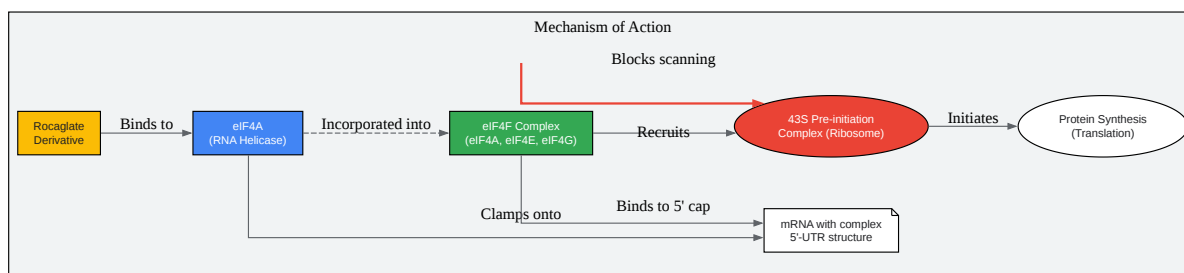 Mechanism of Action
Blocks scanning
Rocaglate
Derivative
Binds to
eIF4A
(RNA Helicase)
Incorporated into
eIF4F Complex
(eIF4A, eIF4E, eIF4G)
Recruits
43S Pre-initiation
Complex (Ribosome)
Initiates
Protein Synthesis
(Translation)
Clamps onto
Binds to 5' cap
mRNA with complex
5'-UTR structure